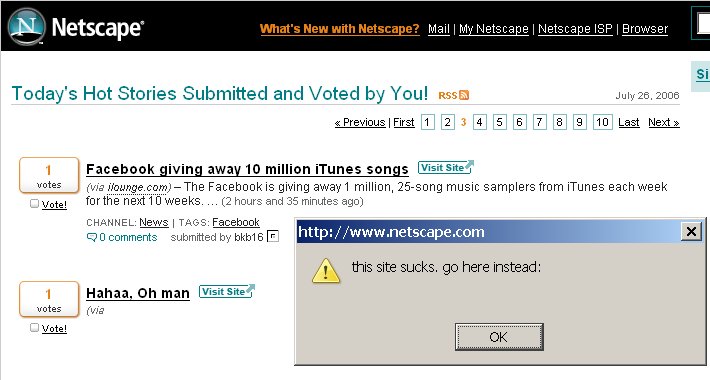 N Netscape®
What's New with Netscape? Mail | My Netscape | Netscape ISP | Browser
Si
Today's Hot Stories Submitted and Voted by You! RSS July 26, 2006
« Previous | First 1 2 3 4 5 6 7 8 9 10 Last Next »
1 votes
Vote!
Facebook giving away 10 million iTunes songs Visit Site
(via ilounge.com) – The Facebook is giving away 1 million, 25-song music samplers from iTunes each week
for the next 10 weeks. ... (2 hours and 35 minutes ago)
CHANNEL: News | TAGS: Facebook
0 comments submitted by bkb16 F
1 votes
Vote!
Hahaa, Oh man Visit Site
(via
http://www.netscape.com
this site sucks. go here instead:
OK